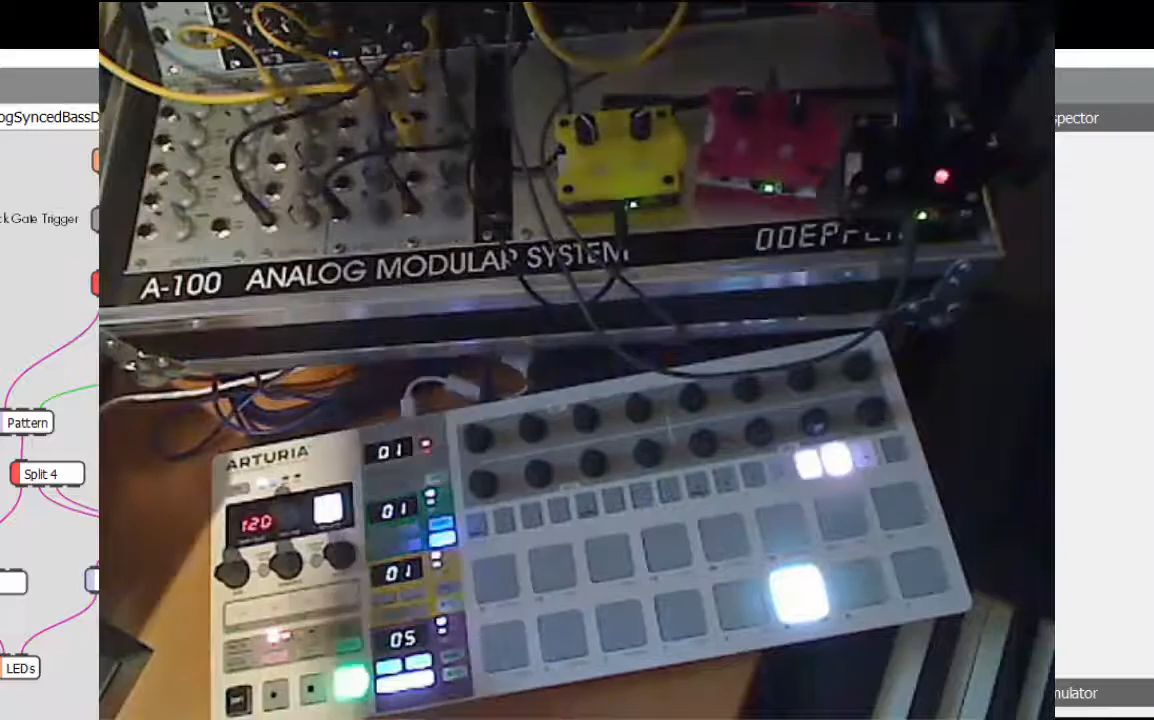 ogSyncedBassD
spector
k Gate Trigger
A-100 ANALOG MODULAR SYSTEM
DOEPFER
Pattern
Split 4
ARTURIA
01
120
01
01
05
LEDs
mulator